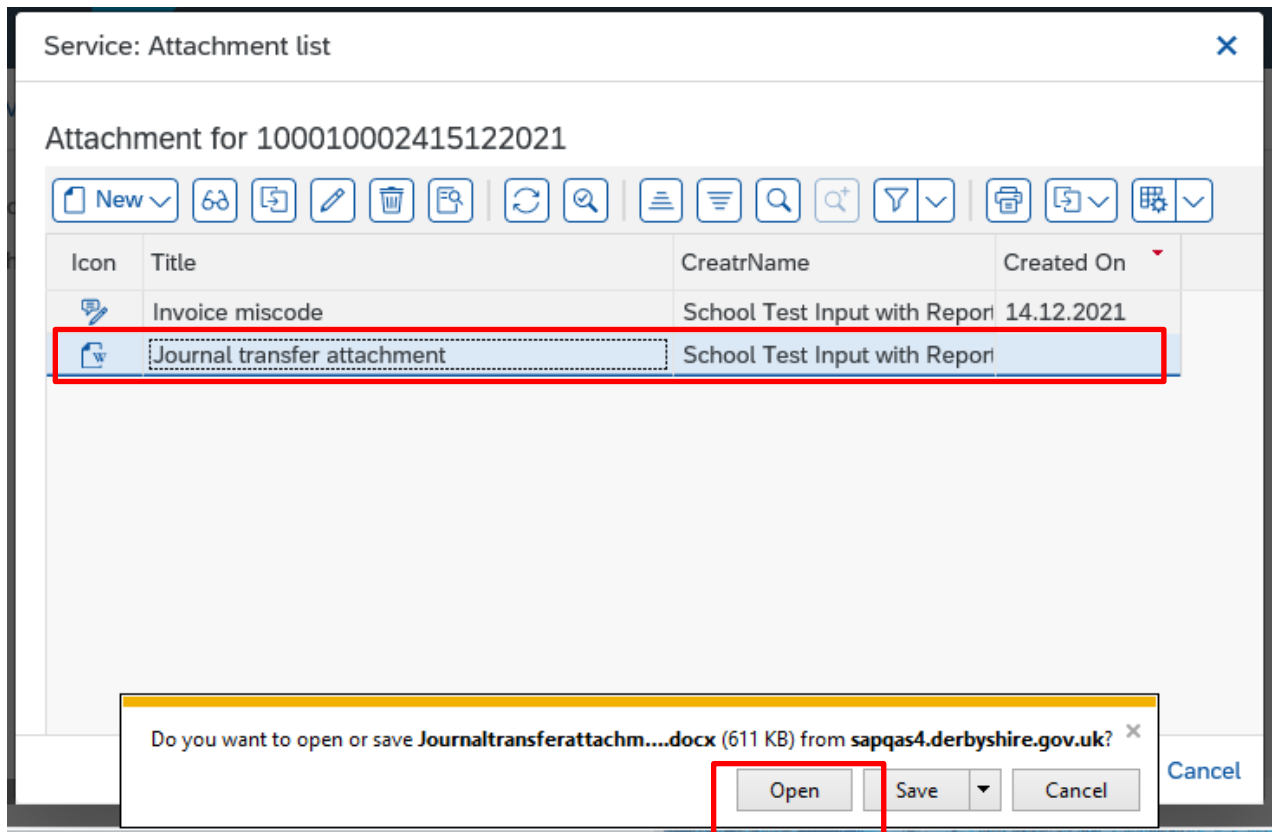 Service: Attachment list
Attachment for 100010002415122021
New
Icon Title CreatrName Created On
Invoice miscode School Test Input with Report 14.12.2021
Journal transfer attachment School Test Input with Report
Do you want to open or save Journaltransferattachm....docx (611 KB) from sapqas4.derbyshire.gov.uk?
Open Save Cancel
Cancel